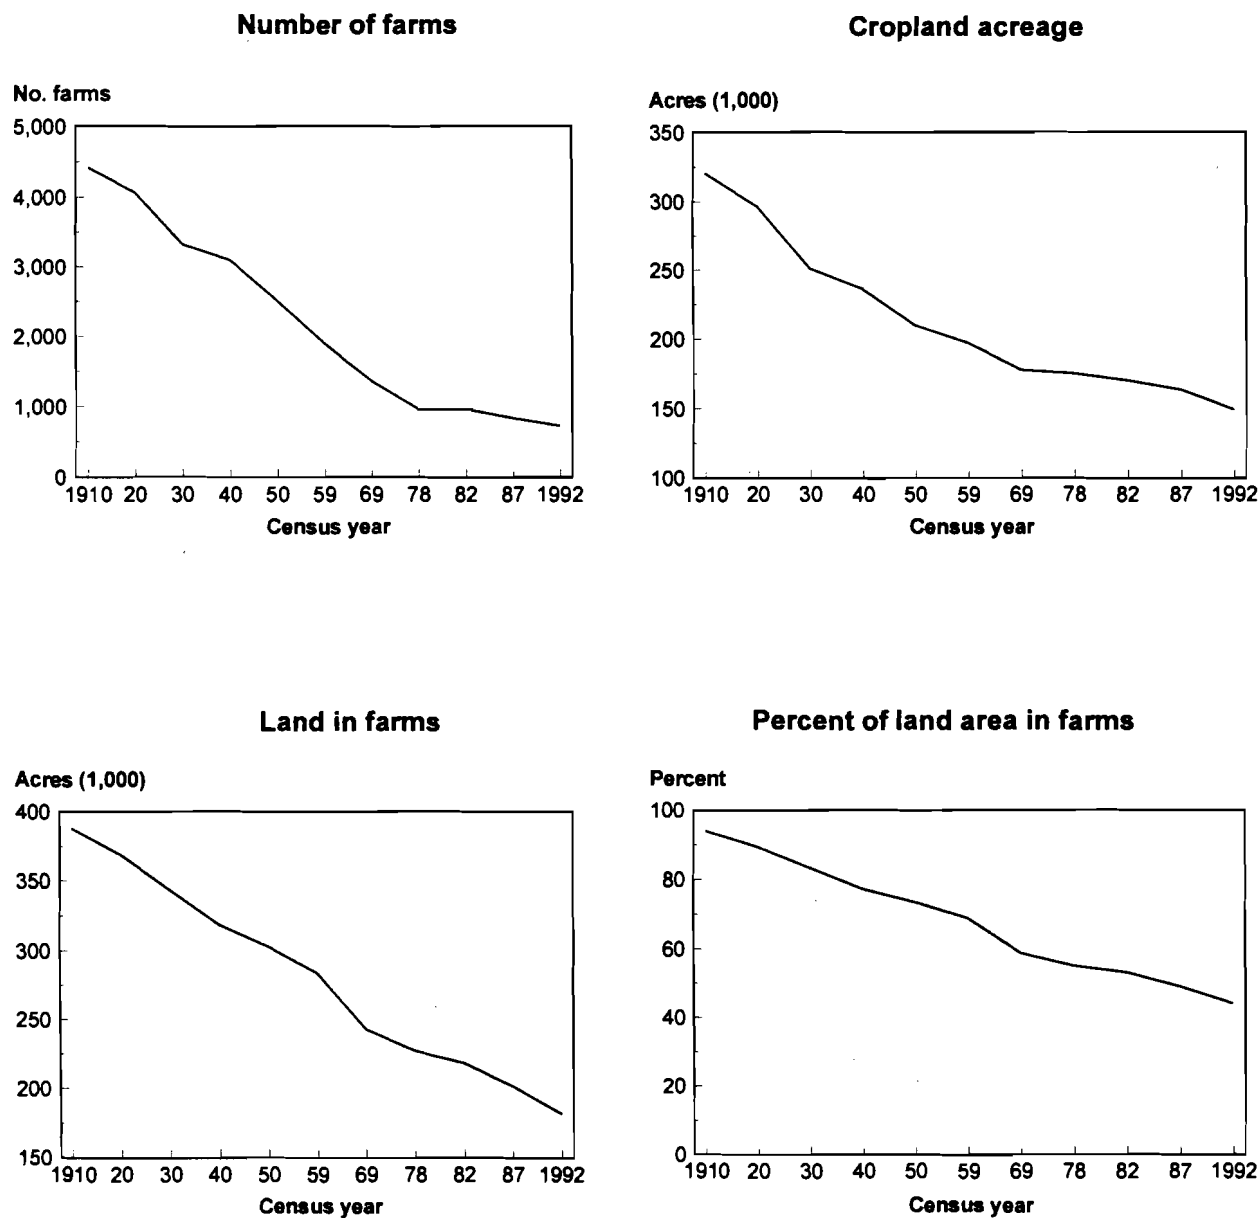 Number of farms
No. farms
5,000
4,000
3,000
2,000
1,000
0
1910 20 30 40 50 59 69 78 82 87 1992
Census year
Cropland acreage
Acres (1,000)
350
300
250
200
150
100
1910 20 30 40 50 59 69 78 82 87 1992
Census year
Land in farms
Acres (1,000)
400
350
300
250
200
150
1910 20 30 40 50 59 69 78 82 87 1992
Census year
Percent of land area in farms
Percent
100
80
60
40
20
0
1910 20 30 40 50 59 69 78 82 87 1992
Census year